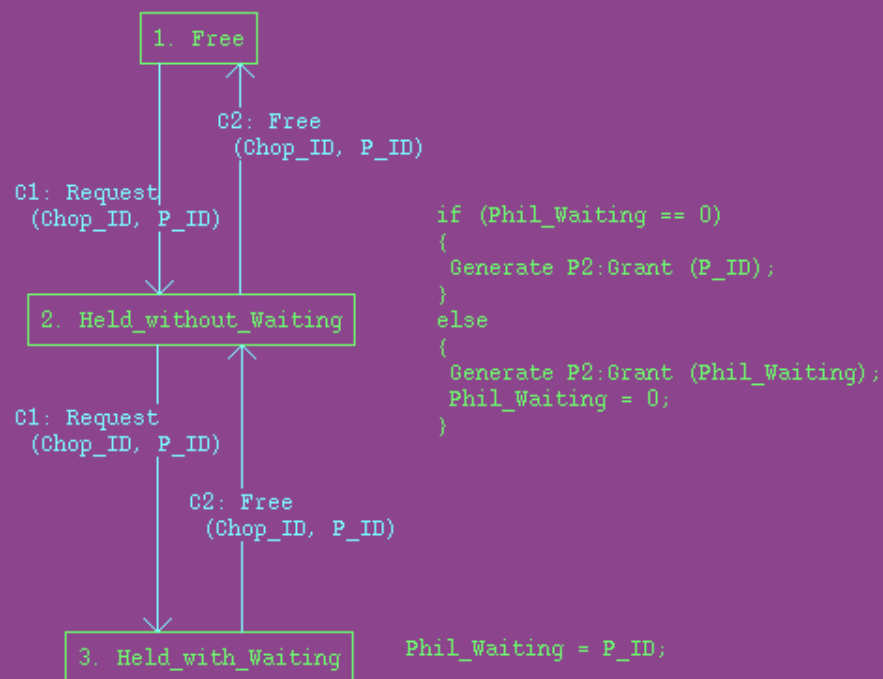 1. Free
C2: Free
(Chop_ID, P_ID)
C1: Request
(Chop_ID, P_ID)
if (Phil_Waiting == 0)
{
Generate P2:Grant (P_ID);
}
else
{
Generate P2:Grant (Phil_Waiting);
Phil_Waiting = 0;
}
2. Held_without_Waiting
C1: Request
(Chop_ID, P_ID)
C2: Free
(Chop_ID, P_ID)
3. Held_with_Waiting
Phil_Waiting = P_ID;